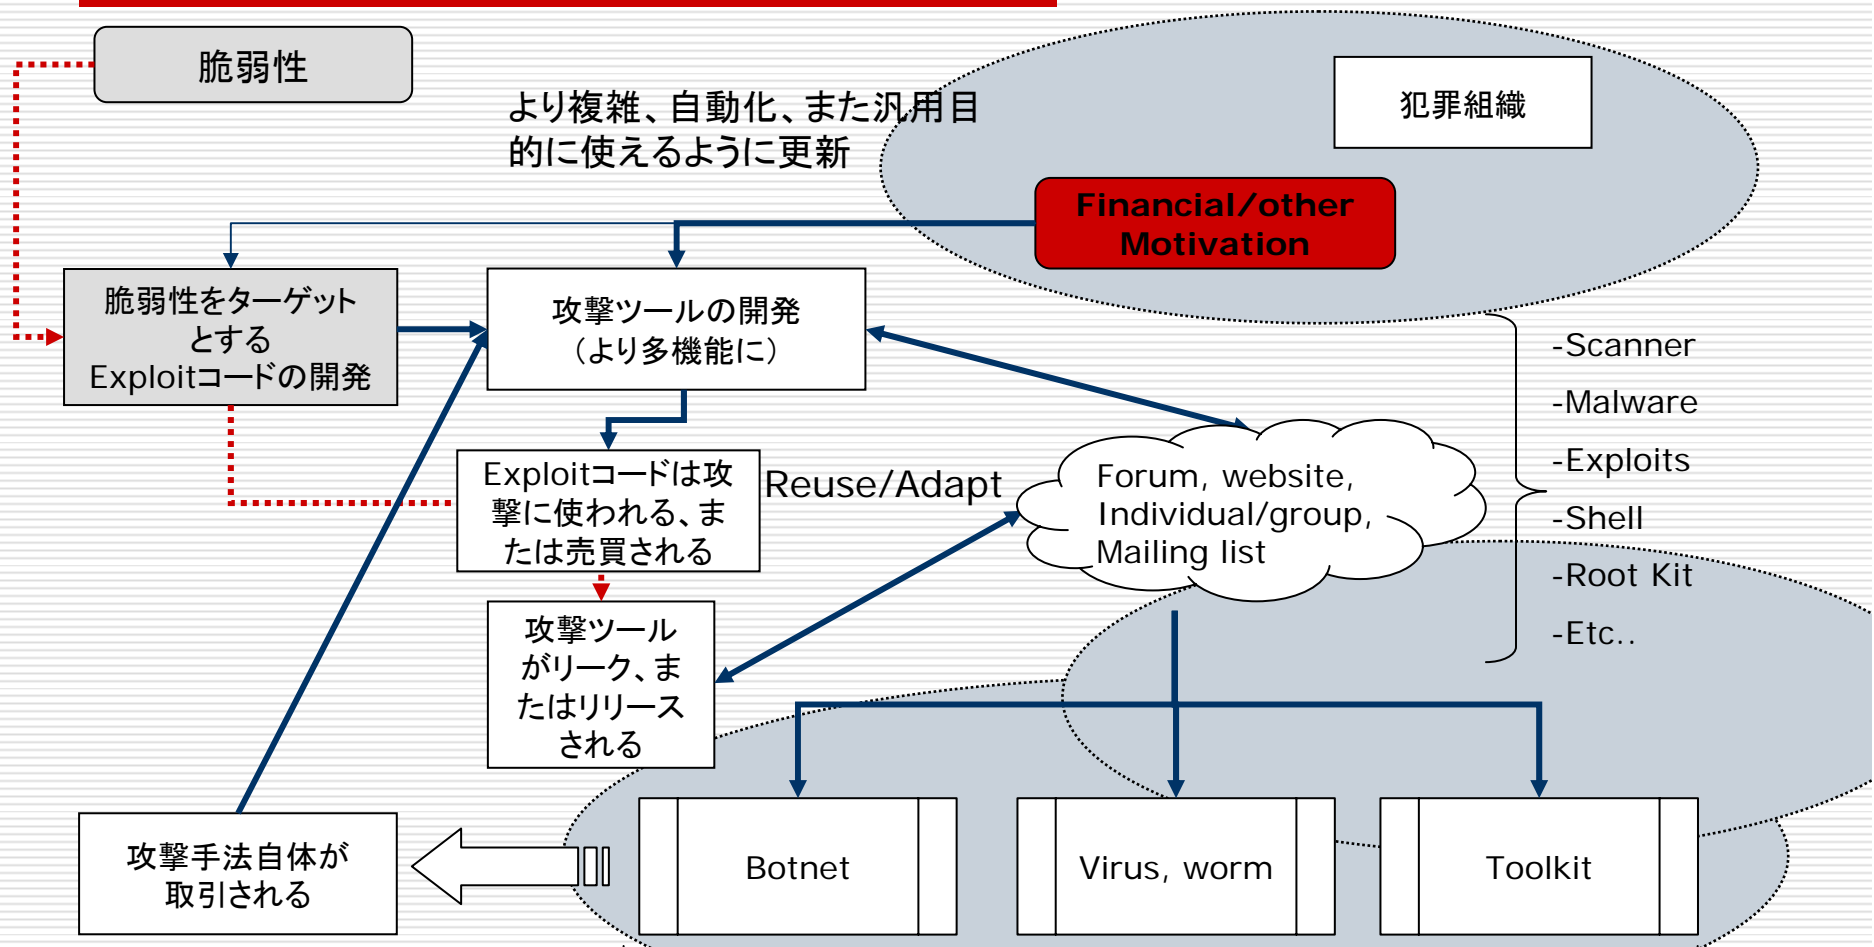 脆弱性
より複雑、自動化、また汎用目
的に使えるように更新
犯罪組織
Financial/other
Motivation
脆弱性をターゲット
とする
Exploitコードの開発
攻撃ツールの開発
（より多機能に）
-Scanner
-Malware
-Exploits
-Shell
-Root Kit
-Etc..
Exploitコードは攻
撃に使われる、ま
たは売買される
Reuse/Adapt
Forum, website,
Individual/group,
Mailing list
攻撃ツール
がリーク、ま
たはリリース
される
攻撃手法自体が
取引される
Botnet
Virus, worm
Toolkit